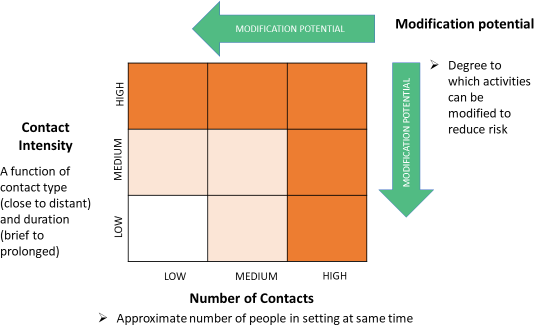 MODIFICATION POTENTIAL
Modification potential
➢ Degree to
which activities
can be
modified to
reduce risk
MODIFICATION POTENTIAL
Contact
Intensity
A function of
contact type
(close to distant)
and duration
(brief to
prolonged)
HIGH
MEDIUM
LOW
LOW MEDIUM HIGH
Number of Contacts
➢ Approximate number of people in setting at same time